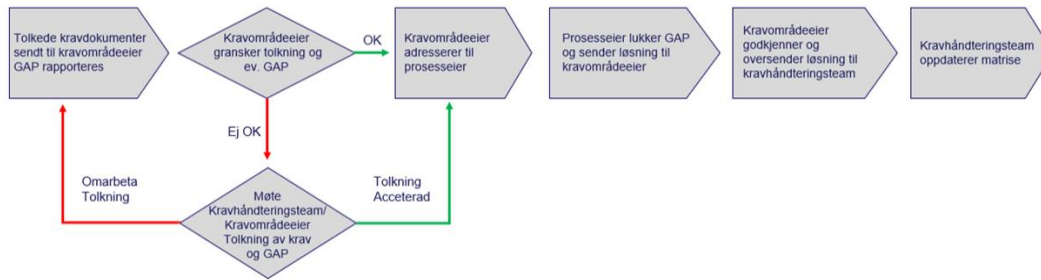 Tolkede kravdokumenter
sendt til kravområdeeier
GAP rapporteres
Kravområdeeier
gransker tolkning og
ev. GAP
OK
Kravområdeeier
adresserer til
prosesseier
Prosesseier lukker GAP
og sender løsning til
kravområdeeier
Kravområdeeier
godkjenner og
oversender løsning til
kravhåndteringsteam
Kravhåndteringsteam
oppdaterer matrise
Ej OK
Omarbeta
Tolkning
Møte
Kravhåndteringsteam/
Kravområdeeier
Tolkning av krav
og GAP
Tolkning
Acceterad